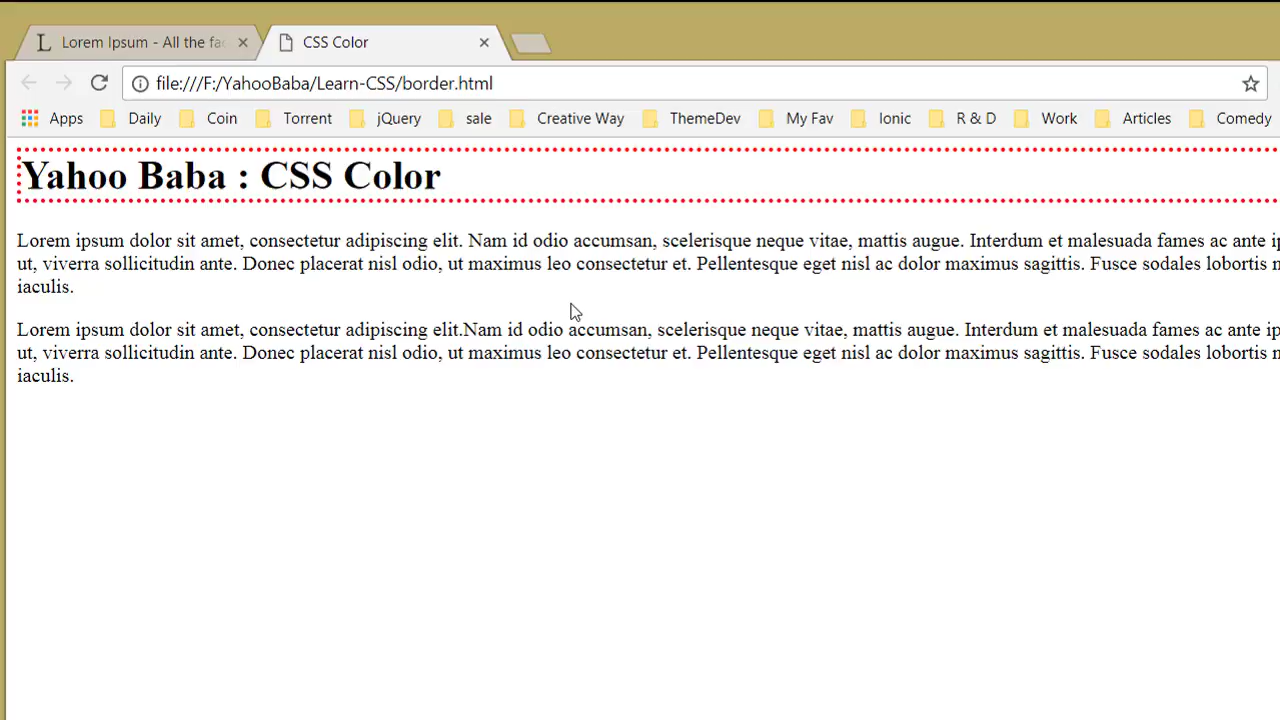 Lorem Ipsum - All the fa
CSS Color
file:///F:/YahooBaba/Learn-CSS/border.html
Apps Daily Coin Torrent jQuery sale Creative Way ThemeDev My Fav Ionic R & D Work Articles Comedy
Yahoo Baba : CSS Color
Lorem ipsum dolor sit amet, consectetur adipiscing elit. Nam id odio accumsan, scelerisque neque vitae, mattis augue. Interdum et malesuada fames ac ante ip
ut, viverra sollicitudin ante. Donec placerat nisl odio, ut maximus leo consectetur et. Pellentesque eget nisl ac dolor maximus sagittis. Fusce sodales lobortis n
iaculis.
Lorem ipsum dolor sit amet, consectetur adipiscing elit.Nam id odio accumsan, scelerisque neque vitae, mattis augue. Interdum et malesuada fames ac ante ip
ut, viverra sollicitudin ante. Donec placerat nisl odio, ut maximus leo consectetur et. Pellentesque eget nisl ac dolor maximus sagittis. Fusce sodales lobortis n
iaculis.